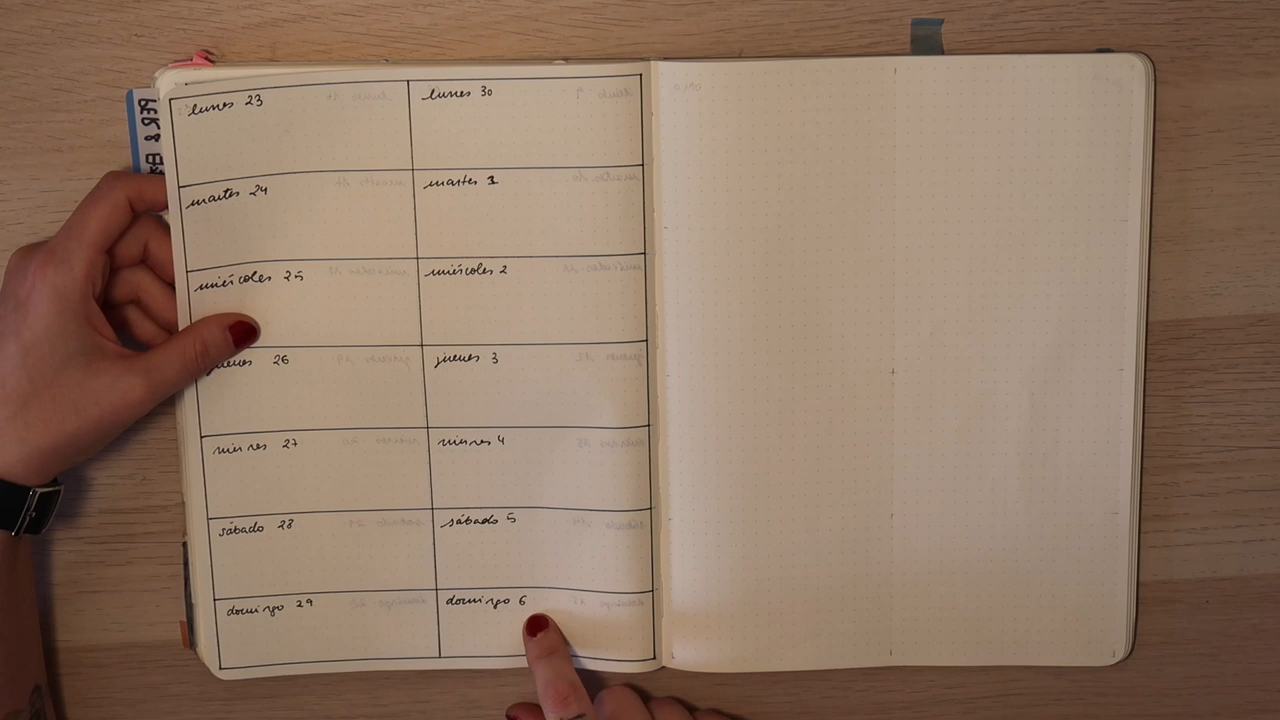 lunes 23
martes 24
miércoles 25
jueves 26
viernes 27
sábado 28
domingo 29
lunes 30
martes 1
miércoles 2
jueves 3
viernes 4
sábado 5
domingo 6